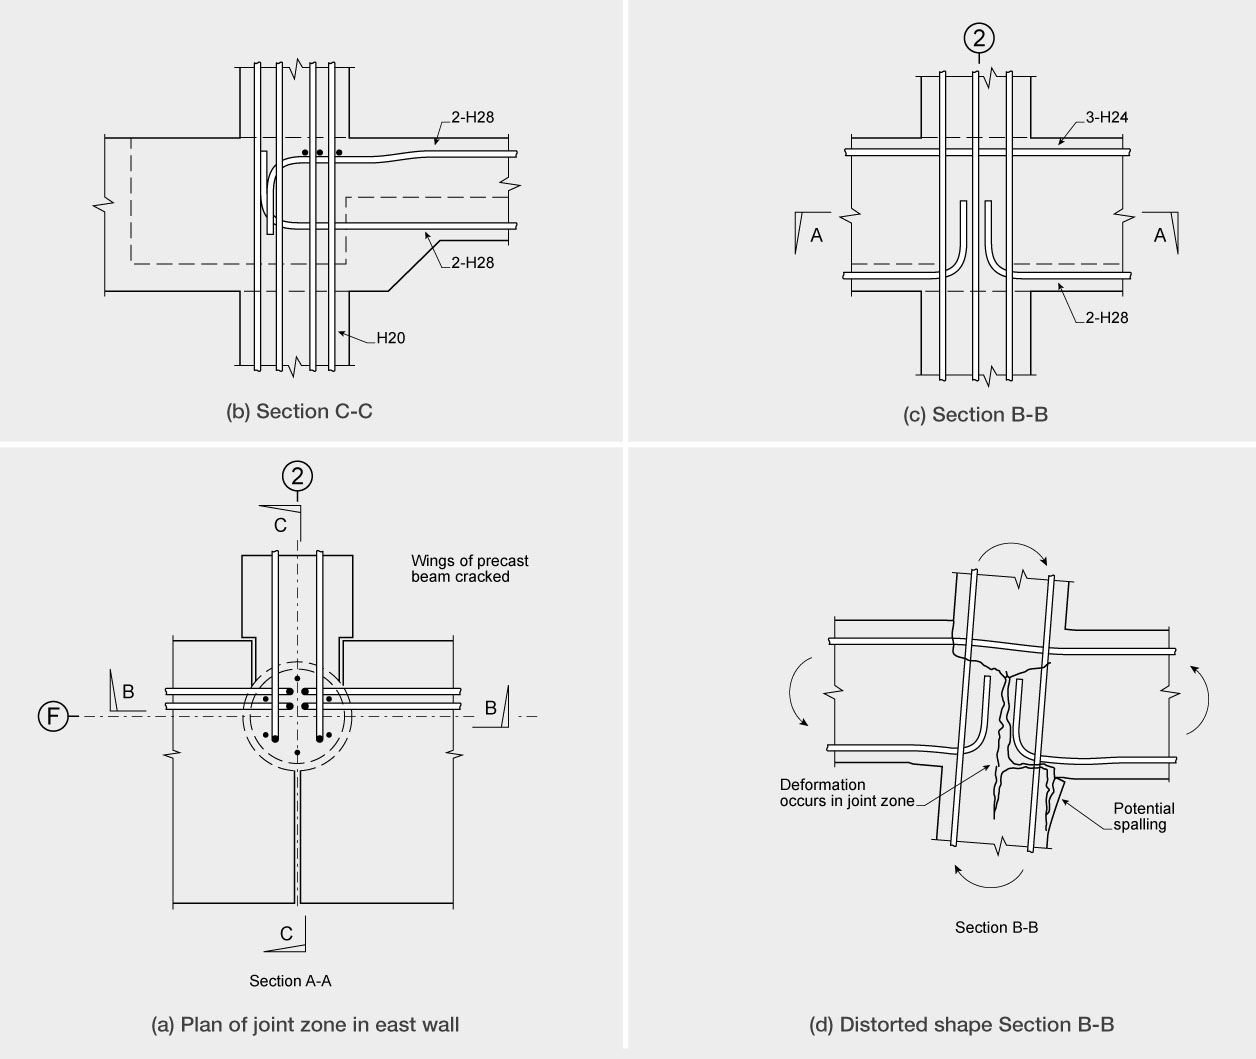 2-H28
2-H28
H20
(b) Section C-C
2
3-H24
A
A
2-H28
(c) Section B-B
2
C
Wings of precast
beam cracked
B
B
F
C
Section A-A
(a) Plan of joint zone in east wall
Deformation
occurs in joint zone
Potential
spalling
Section B-B
(d) Distorted shape Section B-B